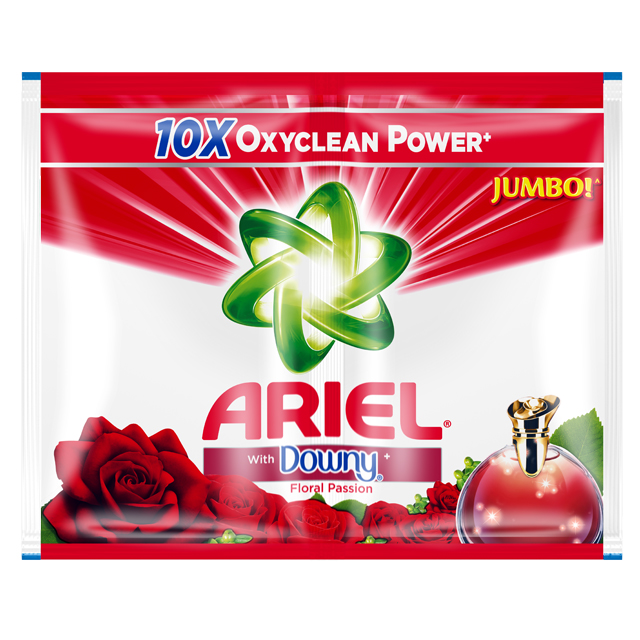 10X OXYCLEAN POWER+
JUMBO!^
ARIEL®
With Downy®+
Floral Passion